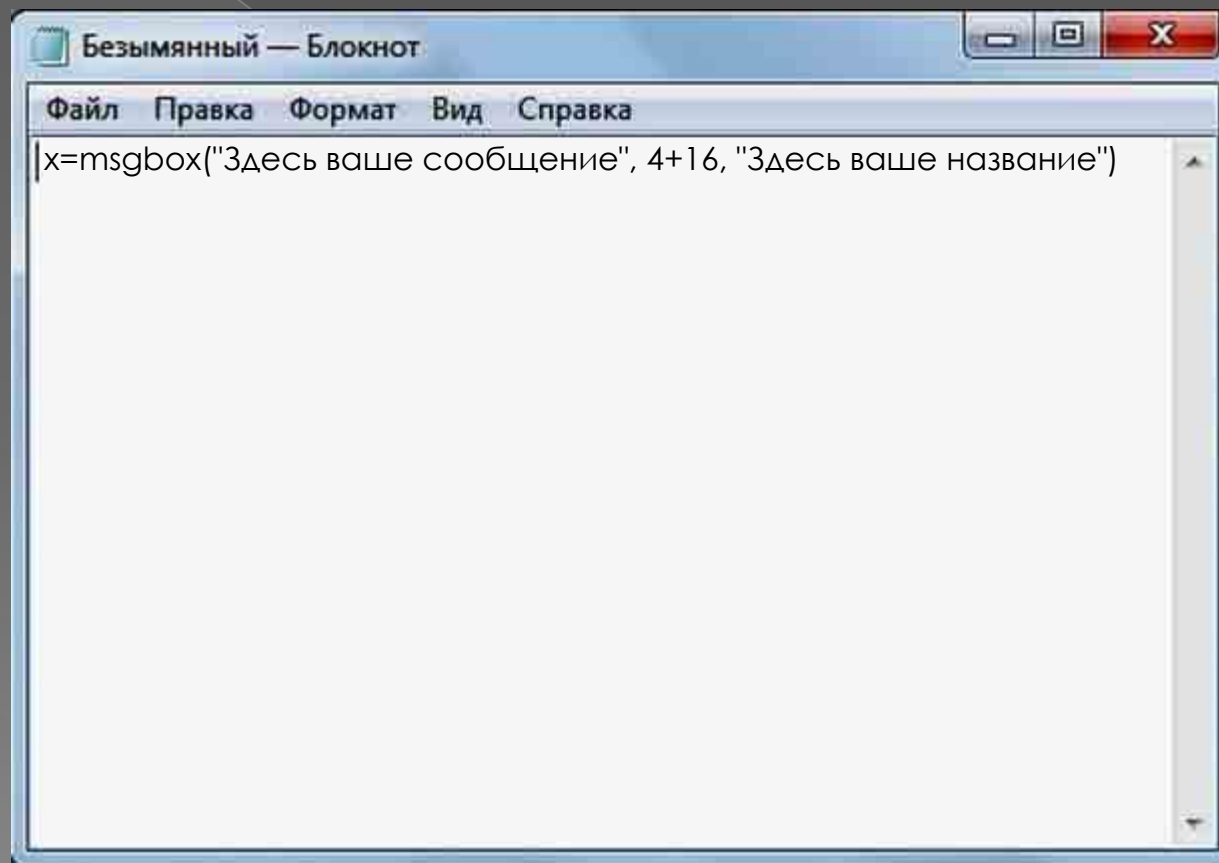 Безымянный — Блокнот
Файл Правка Формат Вид Справка
x=msgbox("Здесь ваше сообщение", 4+16, "Здесь ваше название")